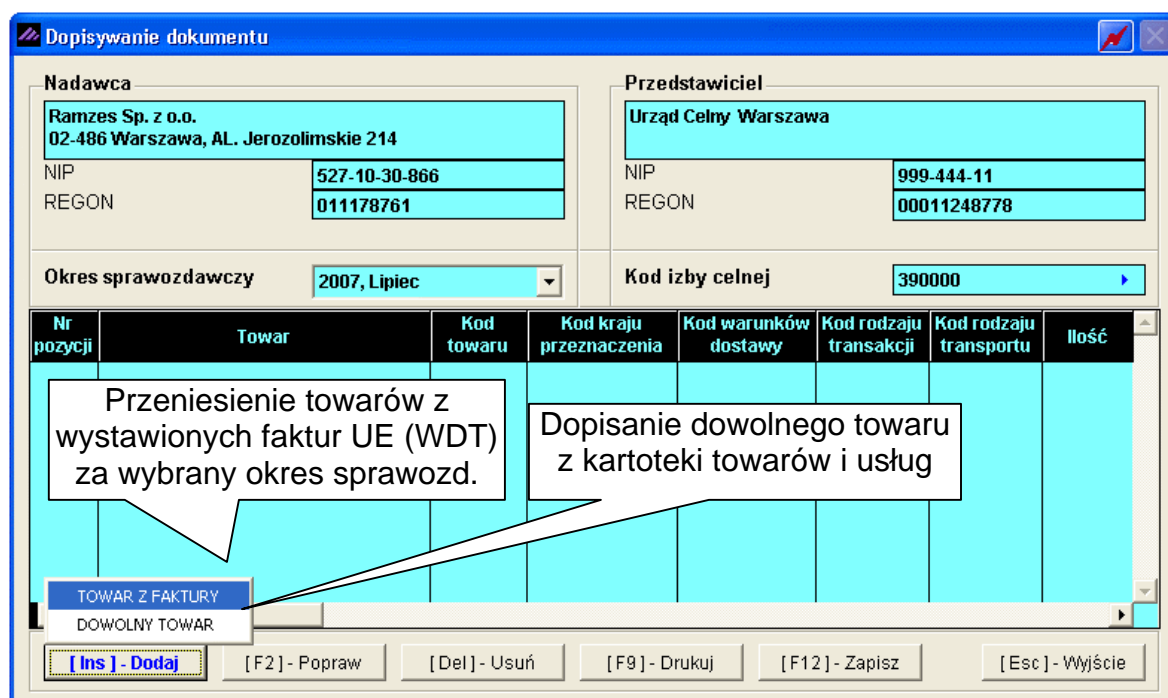 Dopisywanie dokumentu
Nadawca
Ramzes Sp. z o.o.
02-486 Warszawa, AL. Jerozolimskie 214
NIP
527-10-30-866
REGON
011178761
Przedstawiciel
Urząd Celny Warszawa
NIP
999-444-11
REGON
00011248778
Okres sprawozdawczy
2007, Lipiec
Kod izby celnej
390000
Nr pozycji
Towar
Kod towaru
Kod kraju przeznaczenia
Kod warunków dostawy
Kod rodzaju transakcji
Kod rodzaju transportu
Ilość
Przeniesienie towarów z
wystawionych faktur UE (WDT)
za wybrany okres sprawozd.
Dopisanie dowolnego towaru
z kartoteki towarów i usług
TOWAR Z FAKTURY
DOWOLNY TOWAR
[ Ins ] - Dodaj
[ F2 ] - Popraw
[ Del ] - Usuń
[ F9 ] - Drukuj
[ F12 ] - Zapisz
[ Esc ] - Wyjście